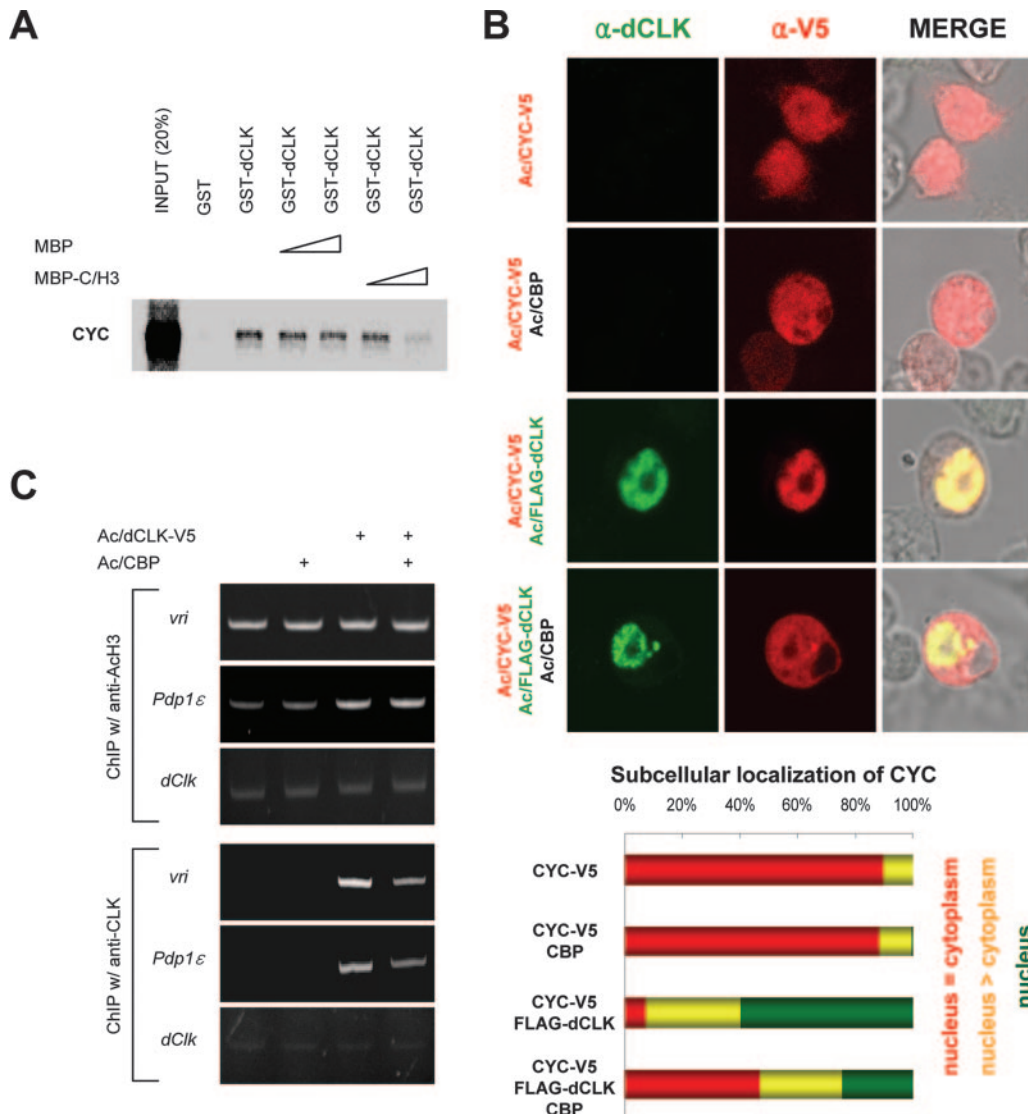 A
INPUT (20%)
GST
GST-dCLK
GST-dCLK
GST-dCLK
GST-dCLK
GST-dCLK
MBP
MBP-C/H3
CYC
B
α-dCLK
α-V5
MERGE
Ac/CYC-V5
Ac/CYC-V5
Ac/CBP
Ac/CYC-V5
Ac/FLAG-dCLK
Ac/CYC-V5
Ac/FLAG-dCLK
Ac/CBP
Subcellular localization of CYC
0% 20% 40% 60% 80% 100%
CYC-V5
CYC-V5
CBP
CYC-V5
FLAG-dCLK
CYC-V5
FLAG-dCLK
CBP
nucleus = cytoplasm
nucleus > cytoplasm
nucleus
C
Ac/dCLK-V5 + +
Ac/CBP + +
ChIP w/ anti-AcH3
vri
Pdp1ε
dClk
ChIP w/ anti-CLK
vri
Pdp1ε
dClk